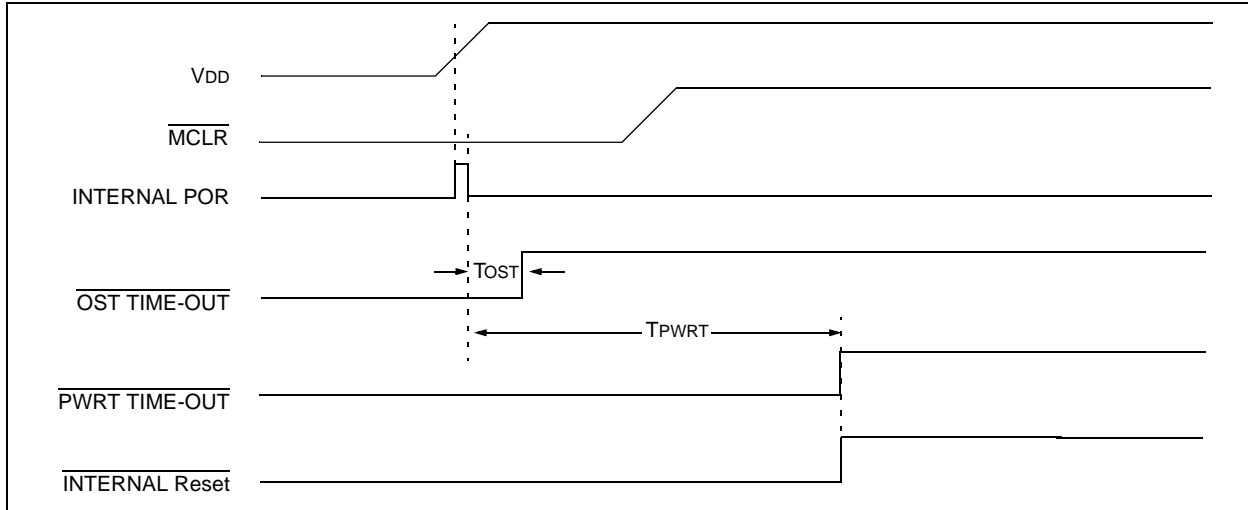 VDD
MCLR
INTERNAL POR
TOST
OST TIME-OUT
TPWRT
PWRT TIME-OUT
INTERNAL Reset